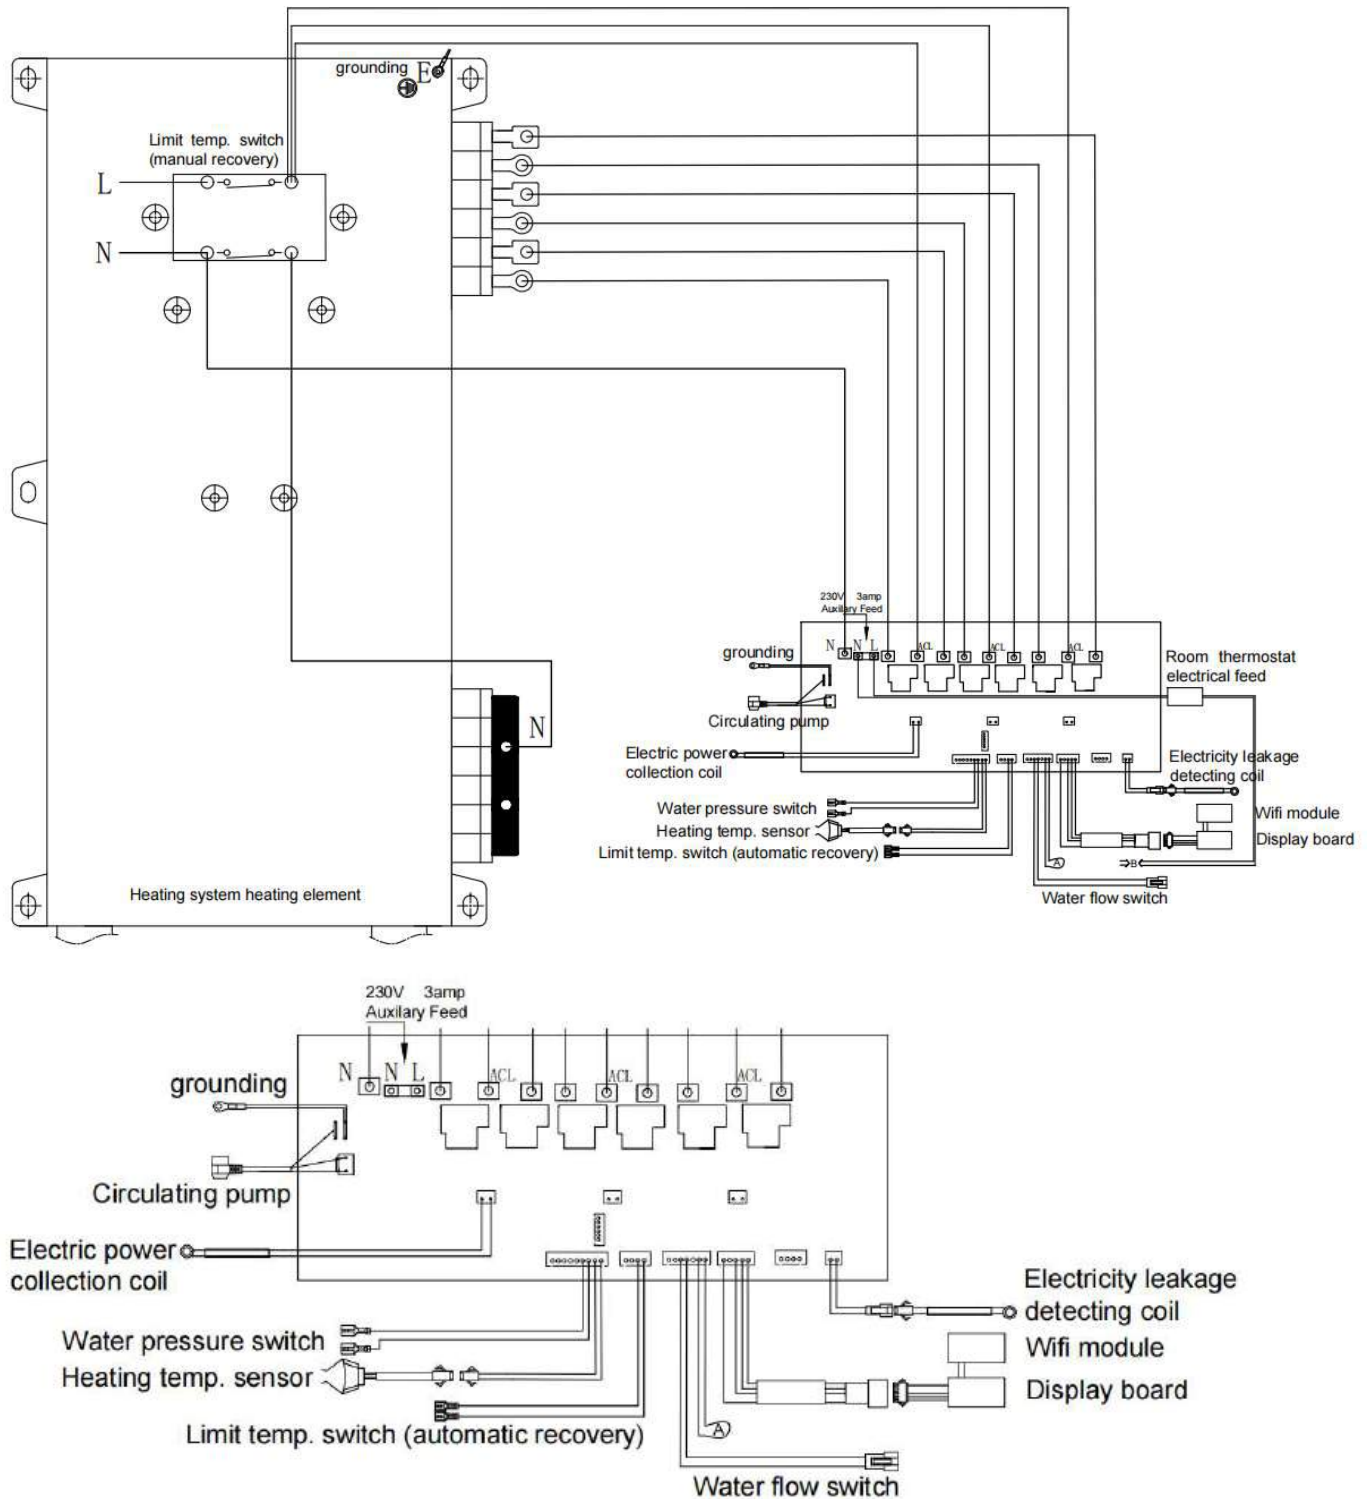 grounding E
Limit temp. switch
(manual recovery)
L
N
N
Heating system heating element
230V 3amp
Auxilary Feed
N N L ACL ACL ACL
grounding
Circulating pump
Electric power
collection coil
Water pressure switch
Heating temp. sensor
Limit temp. switch (automatic recovery)
Room thermostat
electrical feed
Electricity leakage
detecting coil
Wifi module
Display board
A
B
Water flow switch
230V 3amp
Auxilary Feed
N N L ACL ACL ACL
grounding
Circulating pump
Electric power
collection coil
Water pressure switch
Heating temp. sensor
Limit temp. switch (automatic recovery)
Electricity leakage
detecting coil
Wifi module
Display board
A
Water flow switch